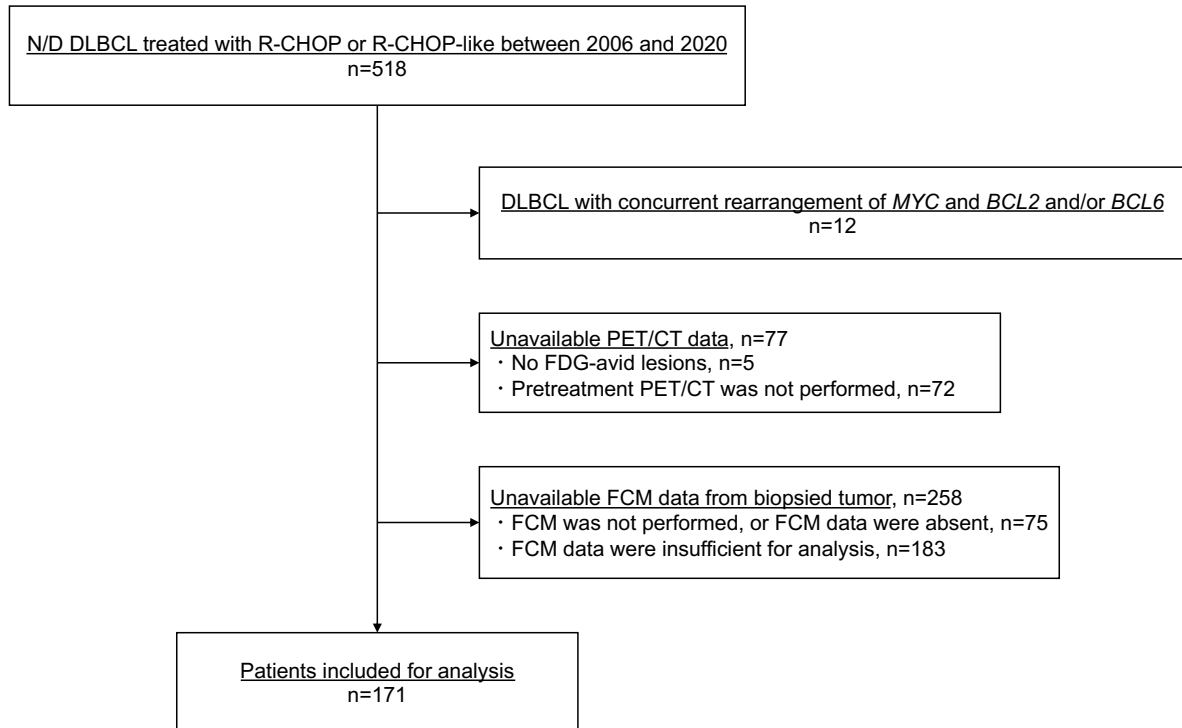 N/D DLBCL treated with R-CHOP or R-CHOP-like between 2006 and 2020
n=518
DLBCL with concurrent rearrangement of MYC and BCL2 and/or BCL6
n=12
Unavailable PET/CT data, n=77
・No FDG-avid lesions, n=5
・Pretreatment PET/CT was not performed, n=72
Unavailable FCM data from biopsied tumor, n=258
・FCM was not performed, or FCM data were absent, n=75
・FCM data were insufficient for analysis, n=183
Patients included for analysis
n=171